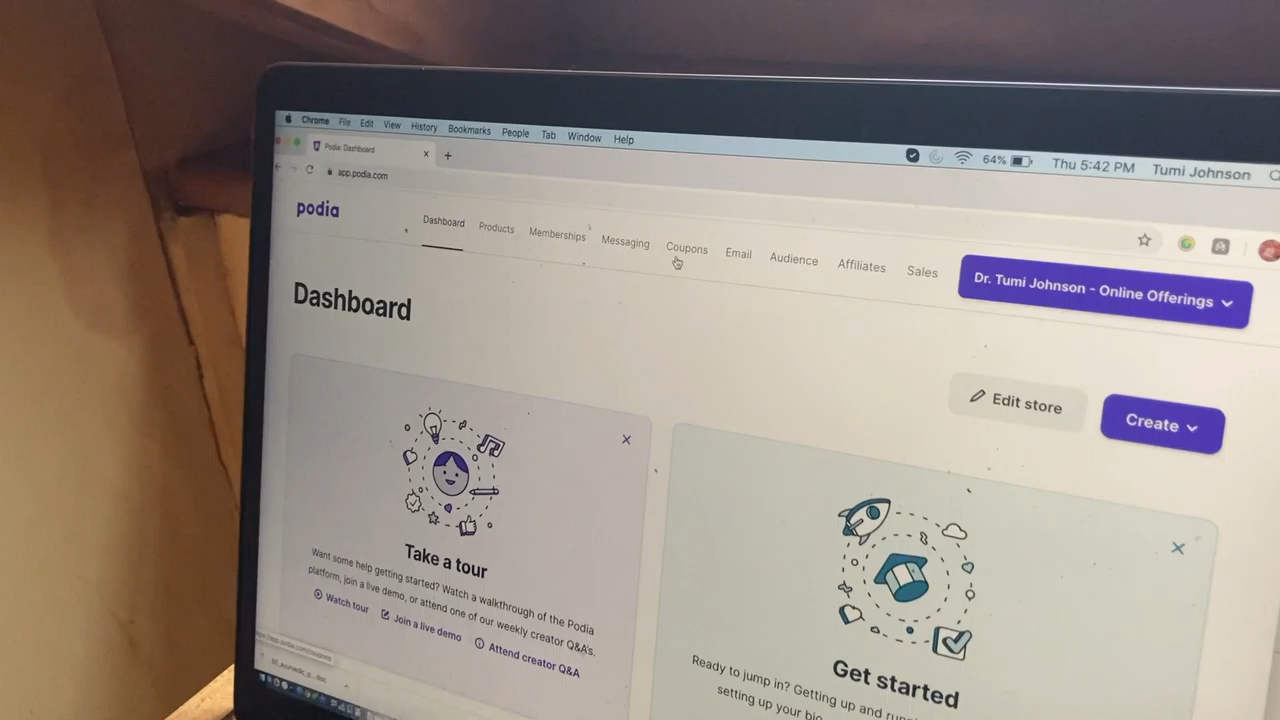 Chrome File Edit View History Bookmarks People Tab Window Help
64% Thu 5:42 PM Tumi Johnson
Podia: Dashboard
app.podia.com
podia
Dashboard Products Memberships Messaging Coupons Email Audience Affiliates Sales
Dr. Tumi Johnson - Online Offerings
Dashboard
Edit store
Create
Take a tour
Want some help getting started? Watch a walkthrough of the Podia
platform, join a live demo, or attend one of our weekly creator Q&A's.
Watch tour Join a live demo Attend creator Q&A
Get started
Ready to jump in? Getting up and
setting up your
app.podia.com/coupons